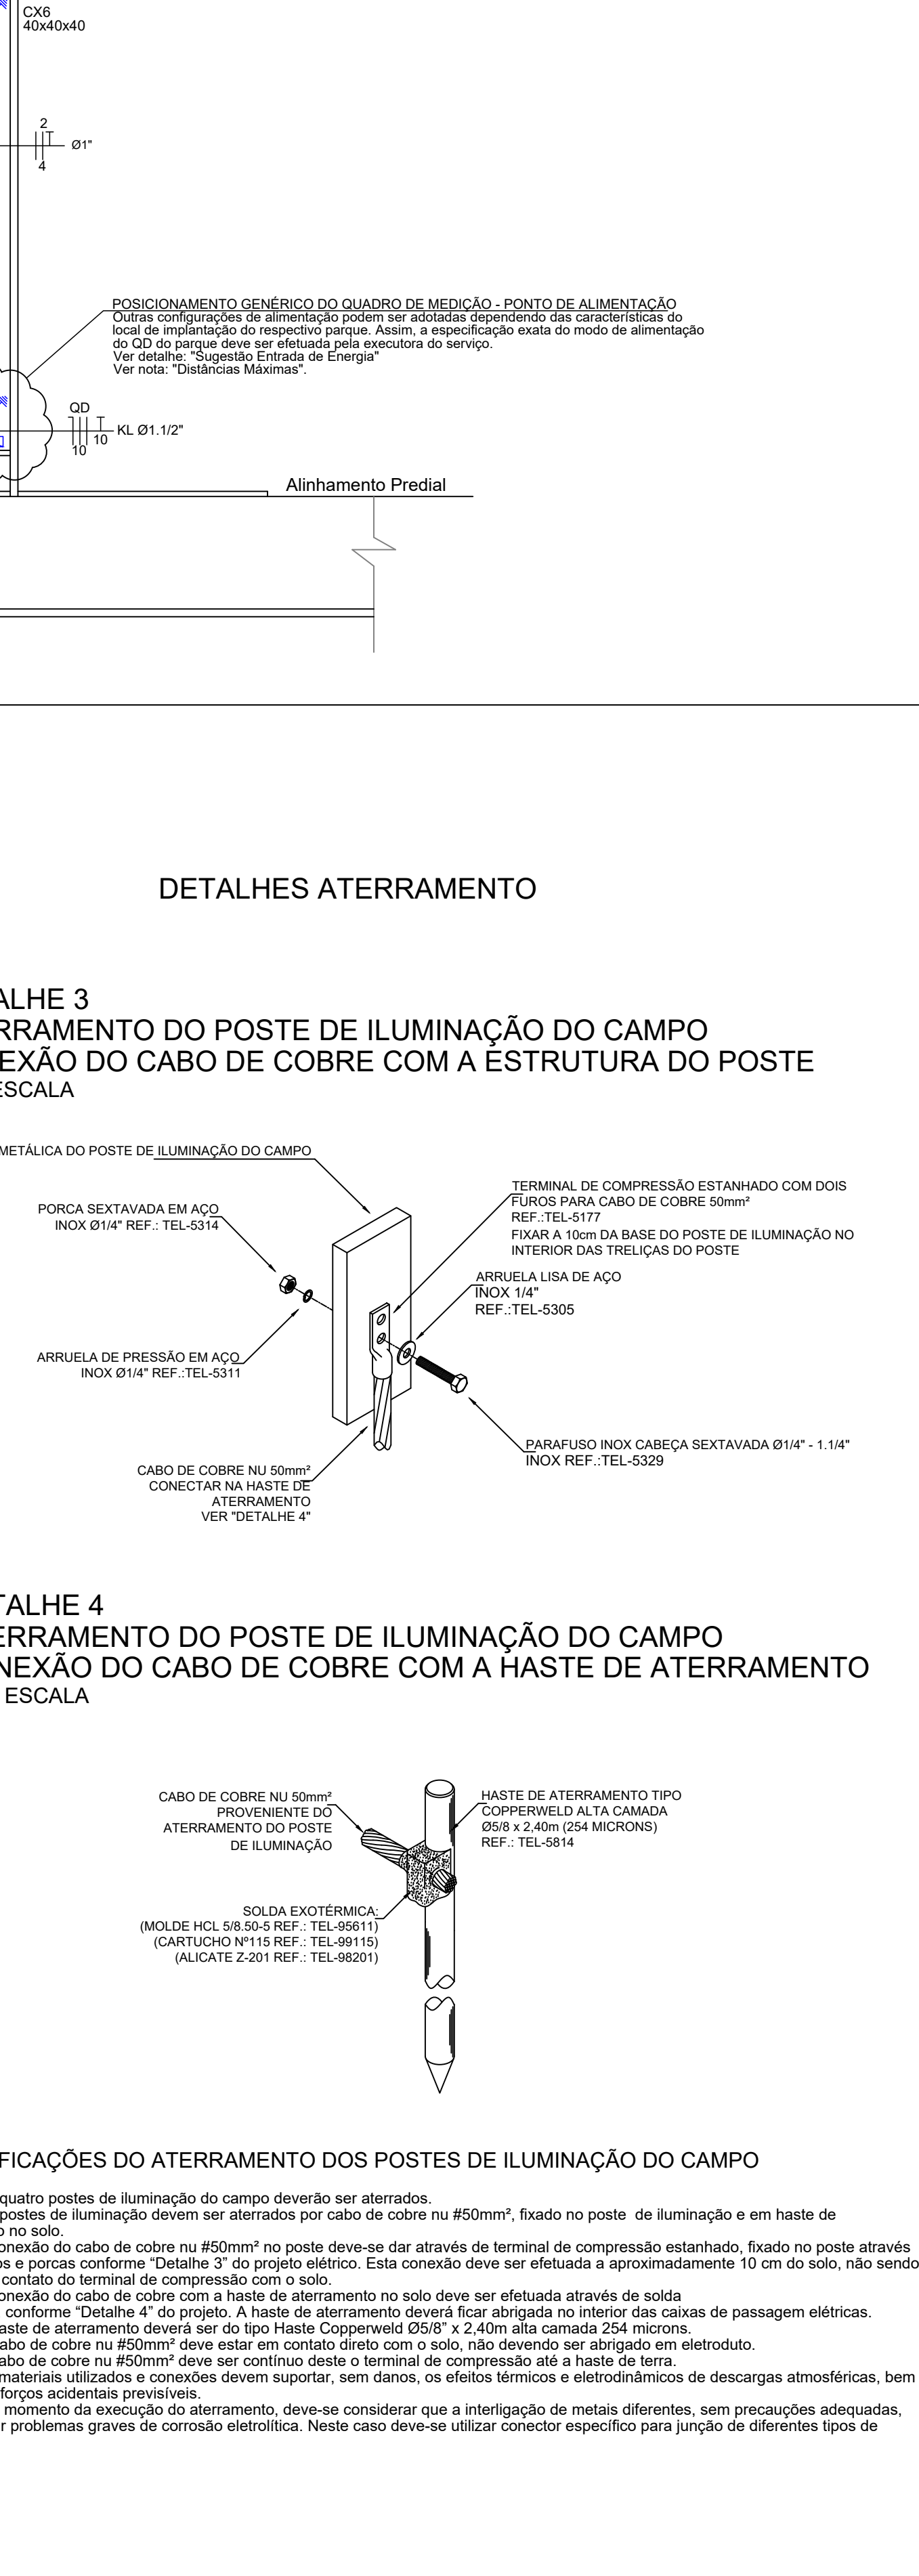 CX6
40x40x40
2
Ø1"
4
POSICIONAMENTO GENÉRICO DO QUADRO DE MEDIÇÃO - PONTO DE ALIMENTAÇÃO
Outras configurações de alimentação podem ser adotadas dependendo das características do
local de implantação do respectivo parque. Assim, a especificação exata do modo de alimentação
do QD do parque deve ser efetuada pela executora do serviço.
Ver detalhe: "Sugestão Entrada de Energia"
Ver nota: "Distâncias Máximas".
QD
KL Ø1.1/2"
10
10
Alinhamento Predial
DETALHES ATERRAMENTO
ALHE 3
RRAMENTO DO POSTE DE ILUMINAÇÃO DO CAMPO
EXÃO DO CABO DE COBRE COM A ESTRUTURA DO POSTE
ESCALA
METÁLICA DO POSTE DE ILUMINAÇÃO DO CAMPO
TERMINAL DE COMPRESSÃO ESTANHADO COM DOIS
FUROS PARA CABO DE COBRE 50mm²
REF.:TEL-5177
FIXAR A 10cm DA BASE DO POSTE DE ILUMINAÇÃO NO
INTERIOR DAS TRELIÇAS DO POSTE
PORCA SEXTAVADA EM AÇO
INOX Ø1/4" REF.: TEL-5314
ARRUELA LISA DE AÇO
INOX 1/4"
REF.:TEL-5305
ARRUELA DE PRESSÃO EM AÇO
INOX Ø1/4" REF.:TEL-5311
PARAFUSO INOX CABEÇA SEXTAVADA Ø1/4" - 1.1/4"
INOX REF.:TEL-5329
CABO DE COBRE NU 50mm²
CONECTAR NA HASTE DE
ATERRAMENTO
VER "DETALHE 4"
TALHE 4
ERRAMENTO DO POSTE DE ILUMINAÇÃO DO CAMPO
NEXÃO DO CABO DE COBRE COM A HASTE DE ATERRAMENTO
ESCALA
CABO DE COBRE NU 50mm²
PROVENIENTE DO
ATERRAMENTO DO POSTE
DE ILUMINAÇÃO
HASTE DE ATERRAMENTO TIPO
COPPERWELD ALTA CAMADA
Ø5/8 x 2,40m (254 MICRONS)
REF.: TEL-5814
SOLDA EXOTÉRMICA:
(MOLDE HCL 5/8.50-5 REF.: TEL-95611)
(CARTUCHO Nº115 REF.: TEL-99115)
(ALICATE Z-201 REF.: TEL-98201)
FICAÇÕES DO ATERRAMENTO DOS POSTES DE ILUMINAÇÃO DO CAMPO
quatro postes de iluminação do campo deverão ser aterrados.
postes de iluminação devem ser aterrados por cabo de cobre nu #50mm², fixado no poste de iluminação e em haste de
o no solo.
onexão do cabo de cobre nu #50mm² no poste deve-se dar através de terminal de compressão estanhado, fixado no poste através
os e porcas conforme “Detalhe 3” do projeto elétrico. Esta conexão deve ser efetuada a aproximadamente 10 cm do solo, não sendo
contato do terminal de compressão com o solo.
onexão do cabo de cobre com a haste de aterramento no solo deve ser efetuada através de solda
conforme “Detalhe 4” do projeto. A haste de aterramento deverá ficar abrigada no interior das caixas de passagem elétricas.
aste de aterramento deverá ser do tipo Haste Copperweld Ø5/8” x 2,40m alta camada 254 microns.
abo de cobre nu #50mm² deve estar em contato direto com o solo, não devendo ser abrigado em eletroduto.
abo de cobre nu #50mm² deve ser contínuo deste o terminal de compressão até a haste de terra.
materiais utilizados e conexões devem suportar, sem danos, os efeitos térmicos e eletrodinâmicos de descargas atmosféricas, bem
forços acidentais previsíveis.
momento da execução do aterramento, deve-se considerar que a interligação de metais diferentes, sem precauções adequadas,
r problemas graves de corrosão eletrolítica. Neste caso deve-se utilizar conector específico para junção de diferentes tipos de